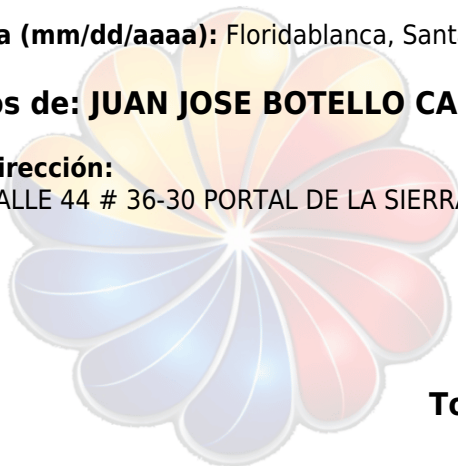 a (mm/dd/aaaa): Floridablanca, Sant
os de: JUAN JOSE BOTELLO CA
irección:
ALLE 44 # 36-30 PORTAL DE LA SIERRA
To